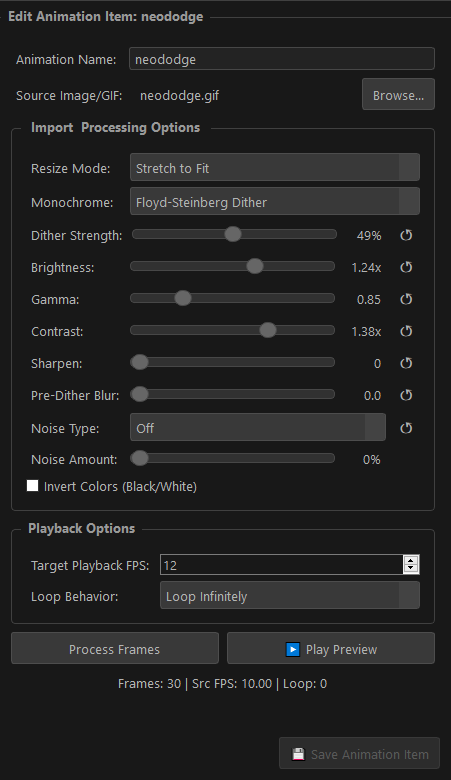 Edit Animation Item: neododge
Animation Name: neododge
Source Image/GIF: neododge.gif Browse...
Import  Processing Options
Resize Mode: Stretch to Fit
Monochrome: Floyd-Steinberg Dither
Dither Strength: 49%
Brightness: 1.24x
Gamma: 0.85
Contrast: 1.38x
Sharpen: 0
Pre-Dither Blur: 0.0
Noise Type: Off
Noise Amount: 0%
Invert Colors (Black/White)
Playback Options
Target Playback FPS: 12
Loop Behavior: Loop Infinitely
Process Frames Play Preview
Frames: 30 | Src FPS: 10.00 | Loop: 0
Save Animation Item